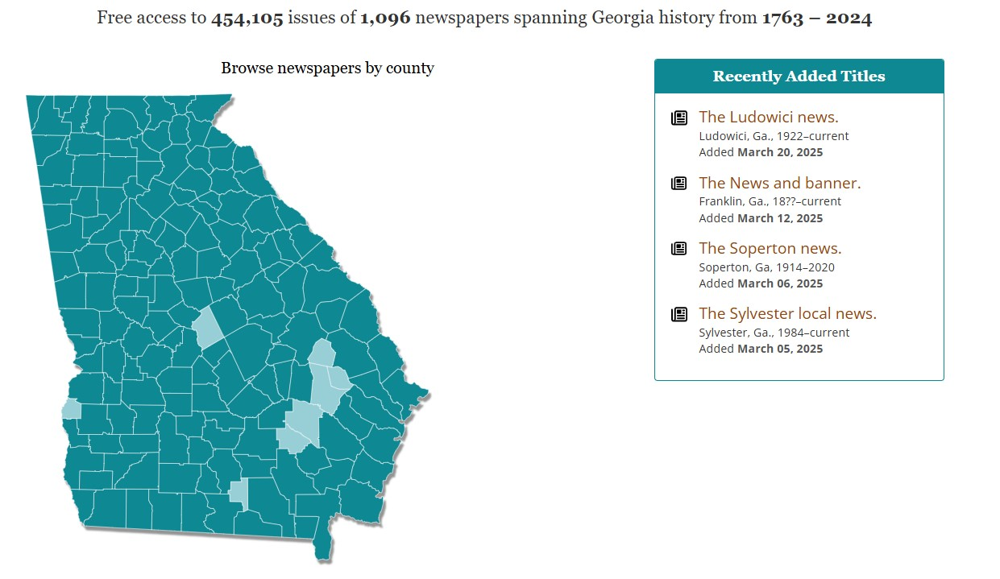 Free access to 454,105 issues of 1,096 newspapers spanning Georgia history from 1763 – 2024
Browse newspapers by county
Recently Added Titles
The Ludowici news.
Ludowici, Ga., 1922–current
Added March 20, 2025
The News and banner.
Franklin, Ga., 18??–current
Added March 12, 2025
The Soperton news.
Soperton, Ga, 1914–2020
Added March 06, 2025
The Sylvester local news.
Sylvester, Ga., 1984–current
Added March 05, 2025